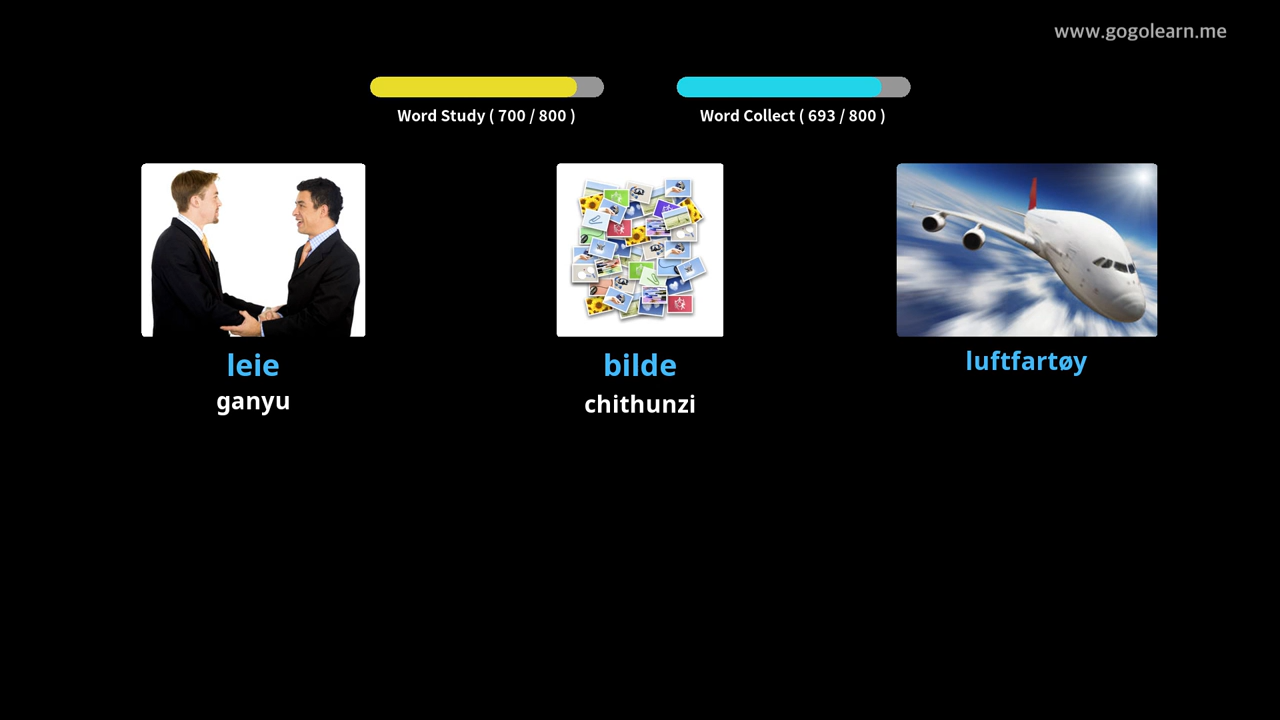 www.gogolearn.me
Word Study ( 700 / 800 )
Word Collect ( 693 / 800 )
leie
ganyu
bilde
chithunzi
luftfartøy